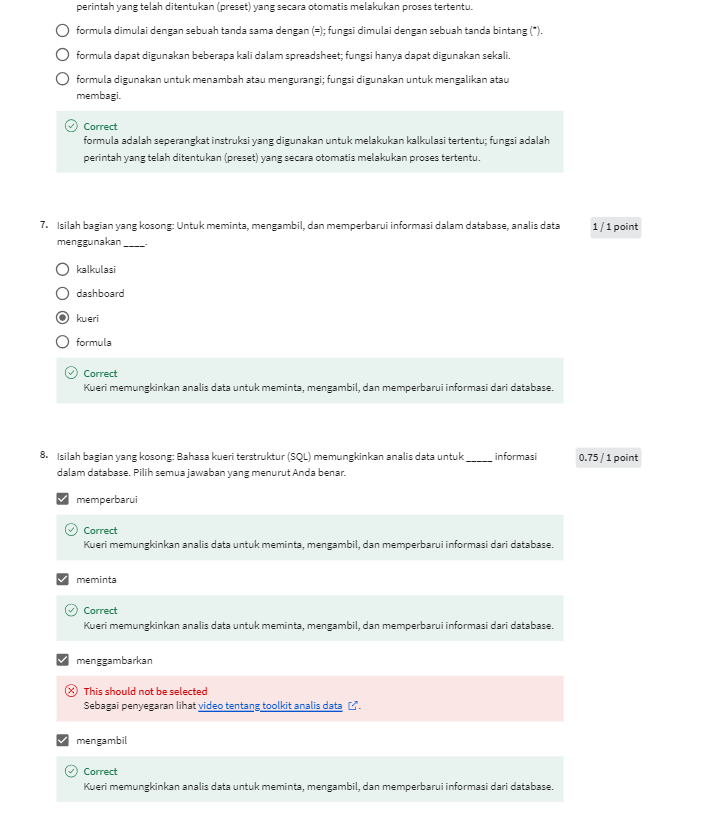 perintah yang telah ditentukan (preset) yang secara otomatis melakukan proses tertentu.
formula dimulai dengan sebuah tanda sama dengan (=); fungsi dimulai dengan sebuah tanda bintang (*).
formula dapat digunakan beberapa kali dalam spreadsheet; fungsi hanya dapat digunakan sekali.
formula digunakan untuk menambah atau mengurangi; fungsi digunakan untuk mengalikan atau
membagi.
Correct
formula adalah seperangkat instruksi yang digunakan untuk melakukan kalkulasi tertentu; fungsi adalah
perintah yang telah ditentukan (preset) yang secara otomatis melakukan proses tertentu.
7. Isilah bagian yang kosong: Untuk meminta, mengambil, dan memperbarui informasi dalam database, analis data
menggunakan ____.
1 / 1 point
kalkulasi
dashboard
kueri
formula
Correct
Kueri memungkinkan analis data untuk meminta, mengambil, dan memperbarui informasi dari database.
8. Isilah bagian yang kosong: Bahasa kueri terstruktur (SQL) memungkinkan analis data untuk _____ informasi
dalam database. Pilih semua jawaban yang menurut Anda benar.
0.75 / 1 point
memperbarui
Correct
Kueri memungkinkan analis data untuk meminta, mengambil, dan memperbarui informasi dari database.
meminta
Correct
Kueri memungkinkan analis data untuk meminta, mengambil, dan memperbarui informasi dari database.
menggambarkan
This should not be selected
Sebagai penyegaran lihat video tentang toolkit analis data.
mengambil
Correct
Kueri memungkinkan analis data untuk meminta, mengambil, dan memperbarui informasi dari database.